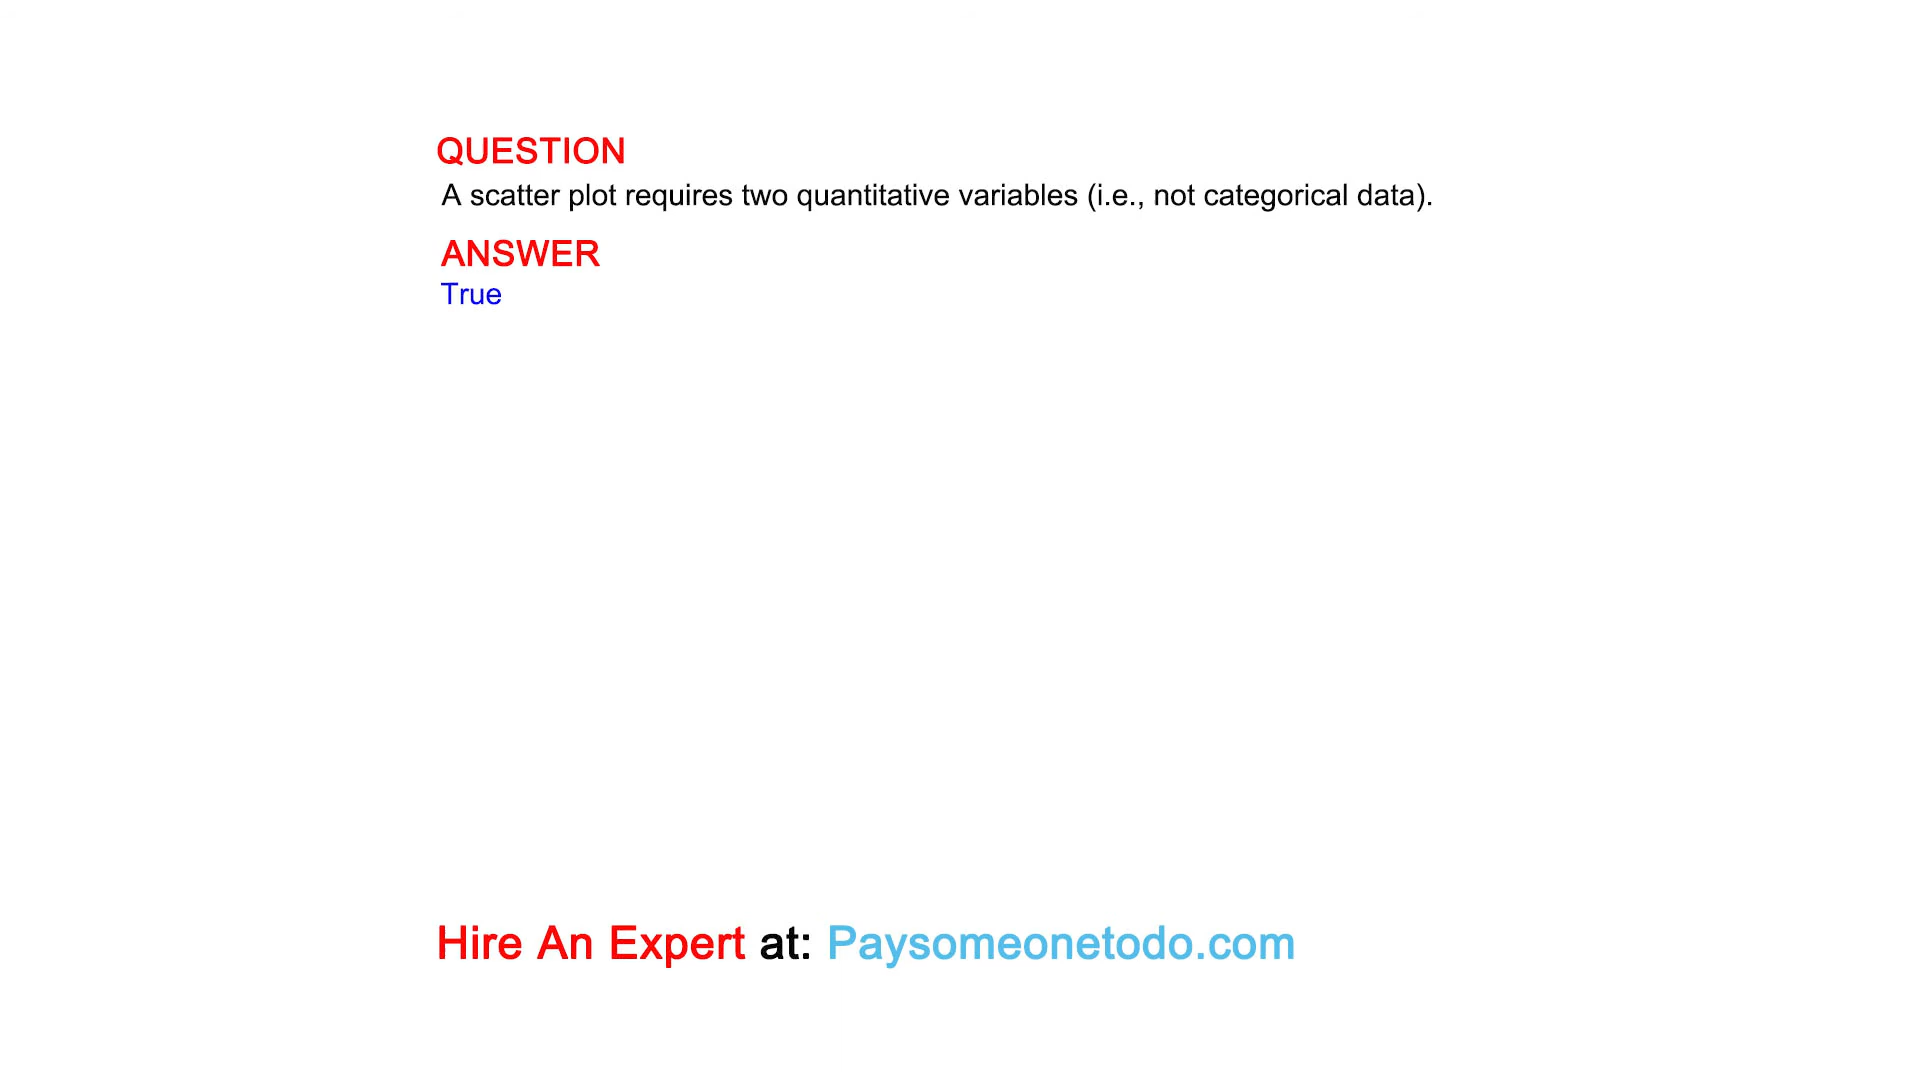 QUESTION
A scatter plot requires two quantitative variables (i.e., not categorical data).
ANSWER
True
Hire An Expert at: Paysomeonetodo.com